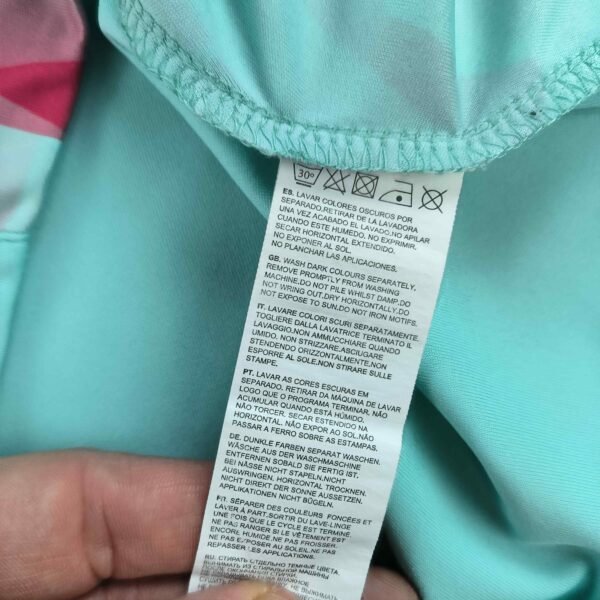 30°
ES. LAVAR COLORES OSCUROS POR
SEPARADO.RETIRAR DE LA LAVADORA
UNA VEZ ACABADO EL LAVADO.NO APILAR
CUANDO ESTE HUMEDO. NO EXPRIMIR.
SECAR HORIZONTAL EXTENDIDO.
NO EXPONER AL SOL.
NO PLANCHAR LAS APLICACIONES.
GB. WASH DARK COLOURS SEPARATELY.
REMOVE PROMPTLY FROM WASHING
MACHINE.DO NOT PILE WHILST DAMP.DO
NOT WRING OUT.DRY HORIZONTALLY.DO
NOT EXPOSE TO SUN.DO NOT IRON MOTIFS.
IT. LAVARE COLORI SCURI SEPARATAMENTE.
TOGLIERE DALLA LAVATRICE TERMINATO IL
LAVAGGIO.NON AMMUCCHIARE QUANDO
UMIDO. NON STRIZZARE.ASCIUGARE
STENDENDO ORIZZONTALMENTE.NON
ESPORRE AL SOLE.NON STIRARE SULLE
STAMPE.
PT. LAVAR AS CORES ESCURAS EM
SEPARADO. RETIRAR DA MÁQUINA DE LAVAR
LOGO QUE O PROGRAMA TERMINAR. NÃO
ACUMULAR QUANDO ESTÁ HÚMIDO.
NÃO TORCER. SECAR ESTENDIDO NA
HORIZONTAL. NÃO EXPOR AO SOL.NÃO
PASSAR A FERRO SOBRE AS ESTAMPAS.
DE. DUNKLE FARBEN SEPARAT WASCHEN.
WÄSCHE AUS DER WASCHMASCHINE
ENTFERNEN SOBALD SIE FERTIG IST.
BEI NÄSSE NICHT STAPELN.NICHT
AUSWRINGEN. HORIZONTAL TROCKNEN.
NICHT DIREKT DER SONNE AUSSETZEN.
APPLIKATIONEN NICHT BÜGELN.
FR. SÉPARER DES COULEURS FONCÉES ET
LAVER À PART.SORTIR DU LAVE-LINGE
UNE FOIS QUE LE CYCLE EST TERMINÉ
NE PAS RANGER SI LE VÊTEMENT EST
ENCORE HUMIDE.NE PAS FROISSER.
NE PAS EXPOSER AU SOLEIL.NE PAS
REPASSER LES APPLICATIONS.
RU. СТИРАТЬ ОТДЕЛЬНО ТЕМНЫЕ ЦВЕТА.
ВЫНИМАТЬ ИЗ СТИРАЛЬНОЙ МАШИНЫ